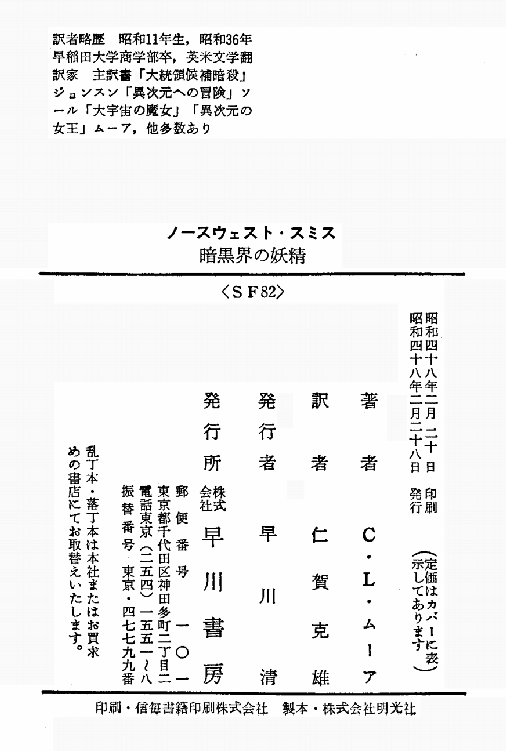 訳者略歴　昭和11年生，昭和36年
早稲田大学商学部卒，英米文学翻
訳家　主訳書『大統領候補暗殺』
ジョンスン「異次元への冒険」ソ
ール「大宇宙の魔女」「異次元の
女王」ムーア，他多数あり
ノースウェスト・スミス
暗黒界の妖精
〈ＳＦ82〉
昭和四十八年二月　二十　日　印刷
昭和四十八年二月二十八日　発行
（定価はカバーに表
示してあります）
著者　Ｃ・Ｌ・ムーア
訳者　仁賀克雄
発行者　早川　清
発行所　株式会社　早川書房
郵便番号　一〇一
東京都千代田区神田多町二丁目二
電話東京（二五四）一五五一～八
振替番号　東京・四七七九九番
乱丁本・落丁本は本社またはお買求
めの書店にてお取替えいたします。
印刷・信毎書籍印刷株式会社　製本・株式会社明光社